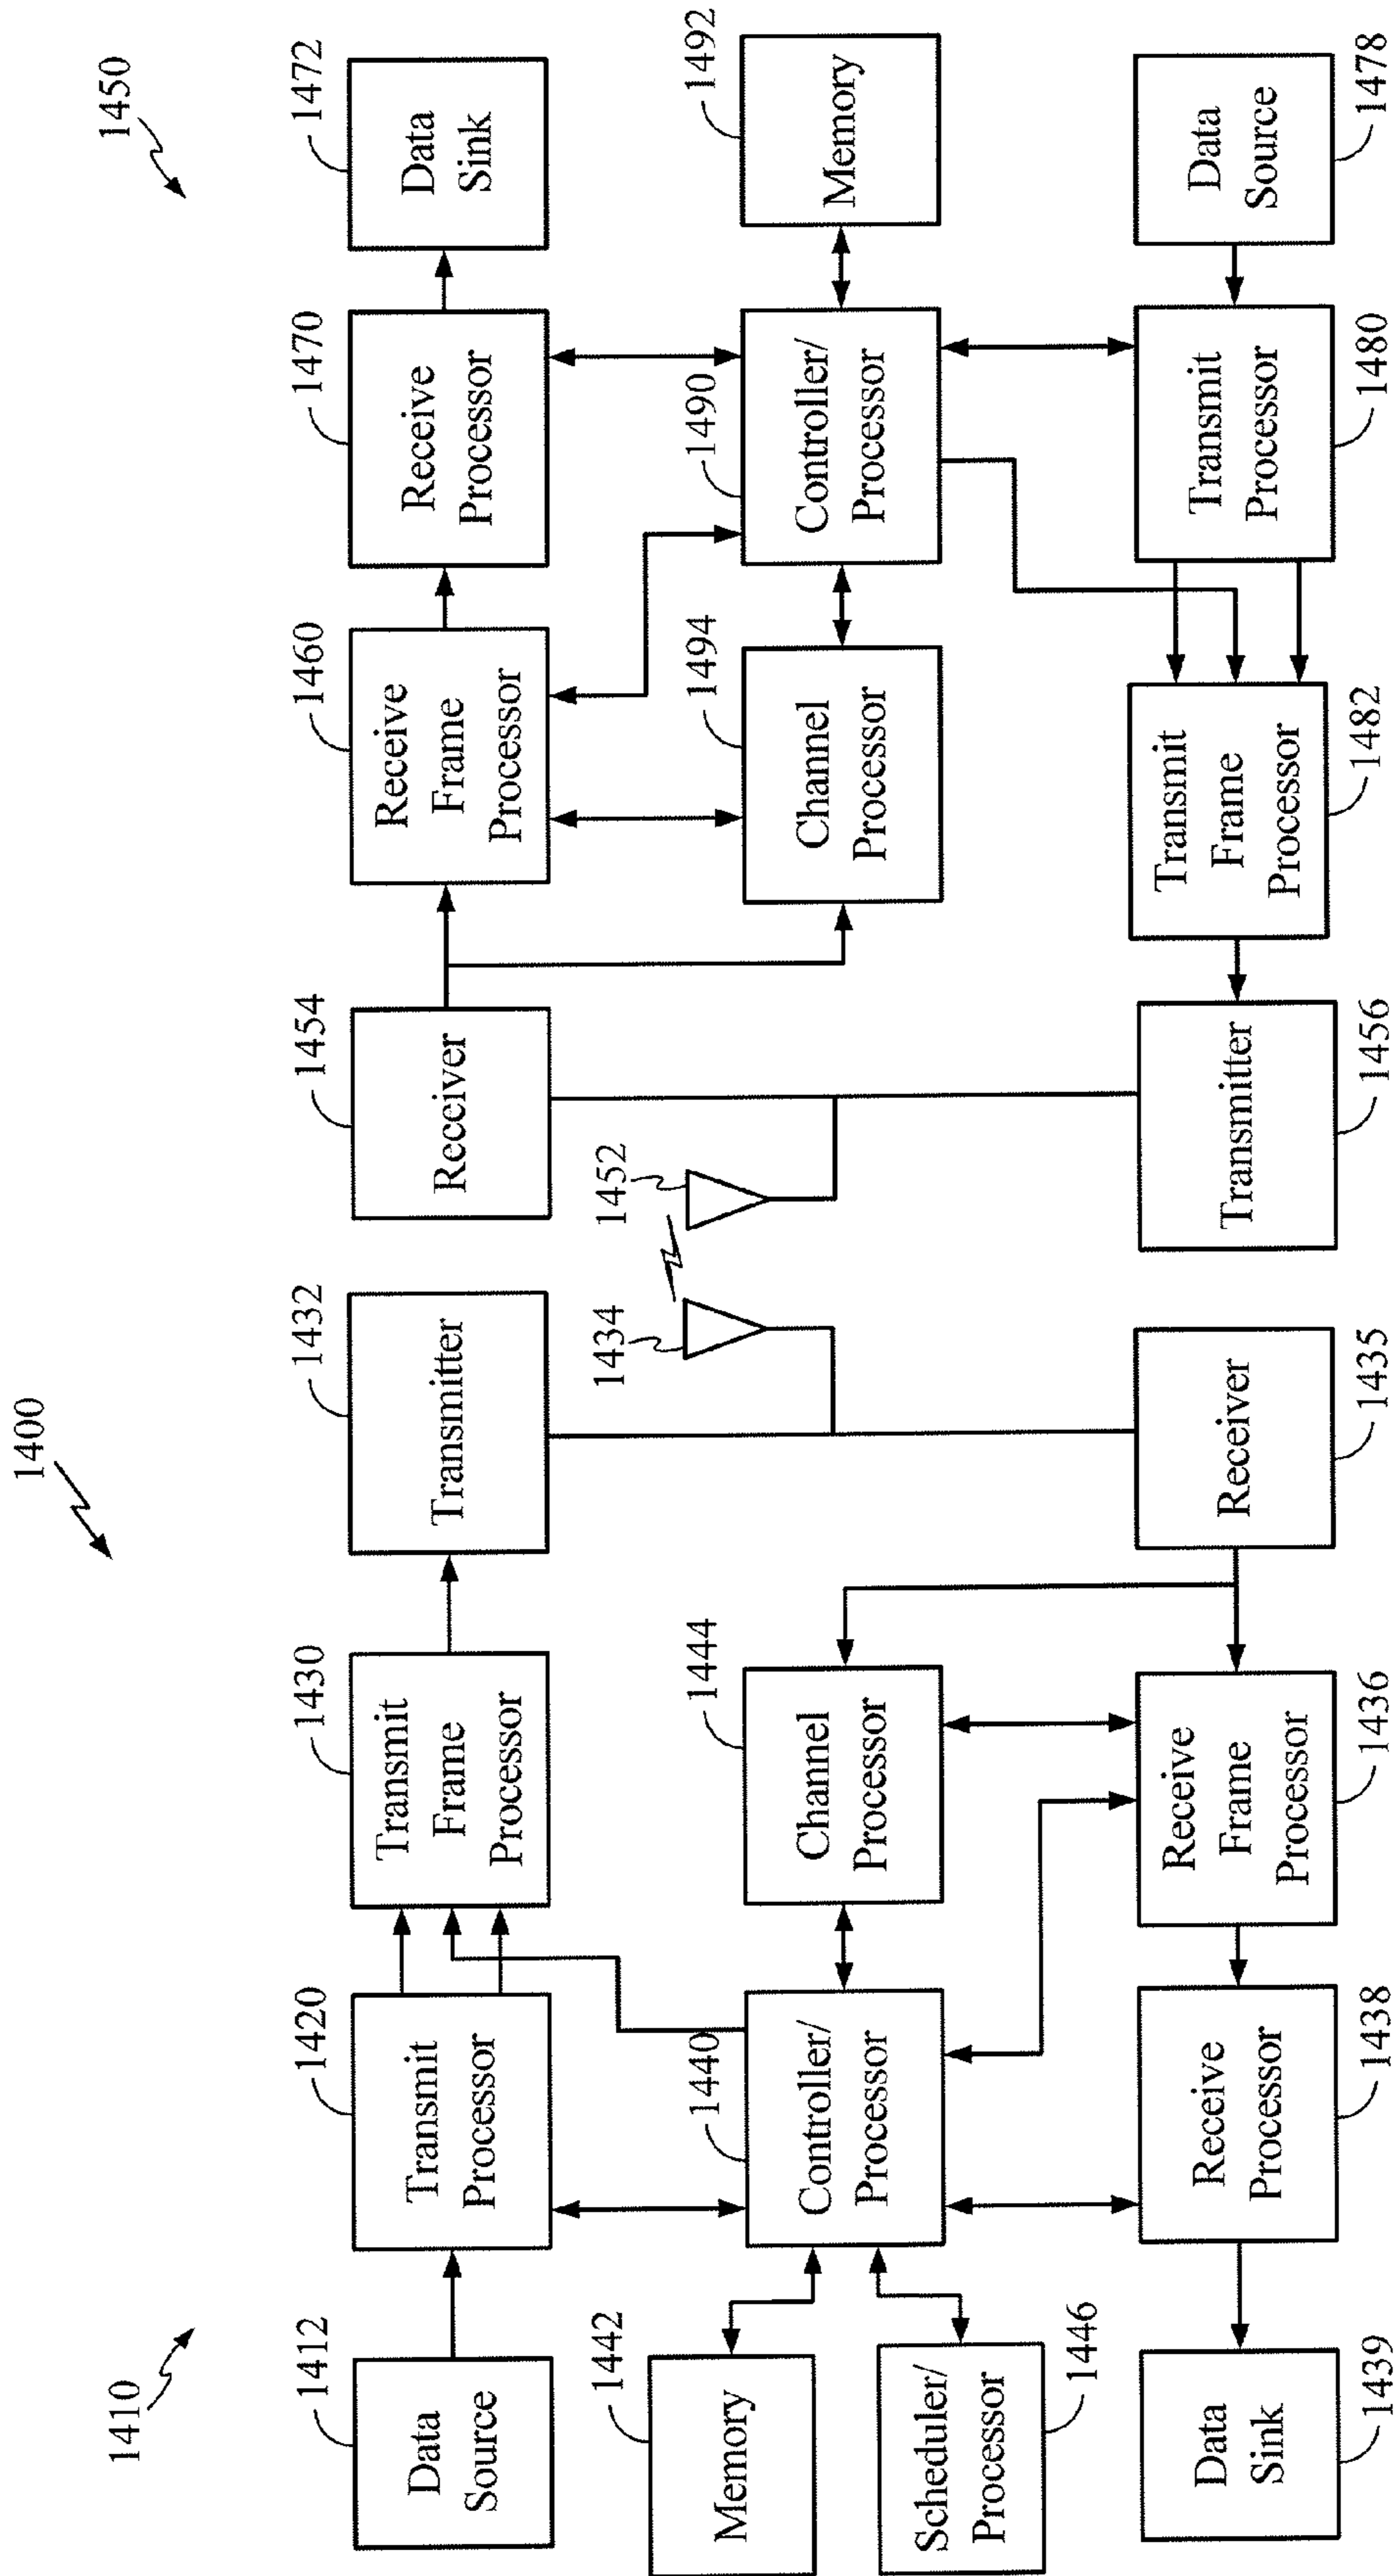 1400
1410
1450
1412
Data
Source
1420
Transmit
Processor
1430
Transmit
Frame
Processor
1432
Transmitter
1454
Receiver
1460
Receive
Frame
Processor
1470
Receive
Processor
1472
Data
Sink
1442
Memory
1446
Scheduler/
Processor
1440
Controller/
Processor
1444
Channel
Processor
1434
1452
1494
Channel
Processor
1490
Controller/
Processor
1492
Memory
Data
Sink
1439
Receive
Processor
1438
Receive
Frame
Processor
1436
Receiver
1435
Transmitter
1456
Transmit
Frame
Processor
1482
Transmit
Processor
1480
Data
Source
1478